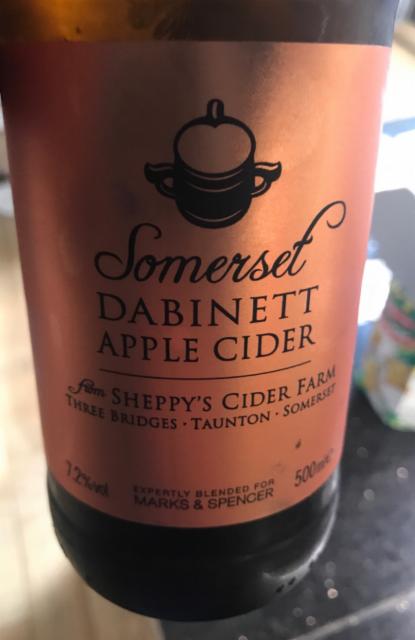 Somerset
DABINETT
APPLE CIDER
from SHEPPY'S CIDER FARM
THREE BRIDGES · TAUNTON · SOMERSET
7.2%vol
EXPERTLY BLENDED FOR
MARKS & SPENCER
500ml℮